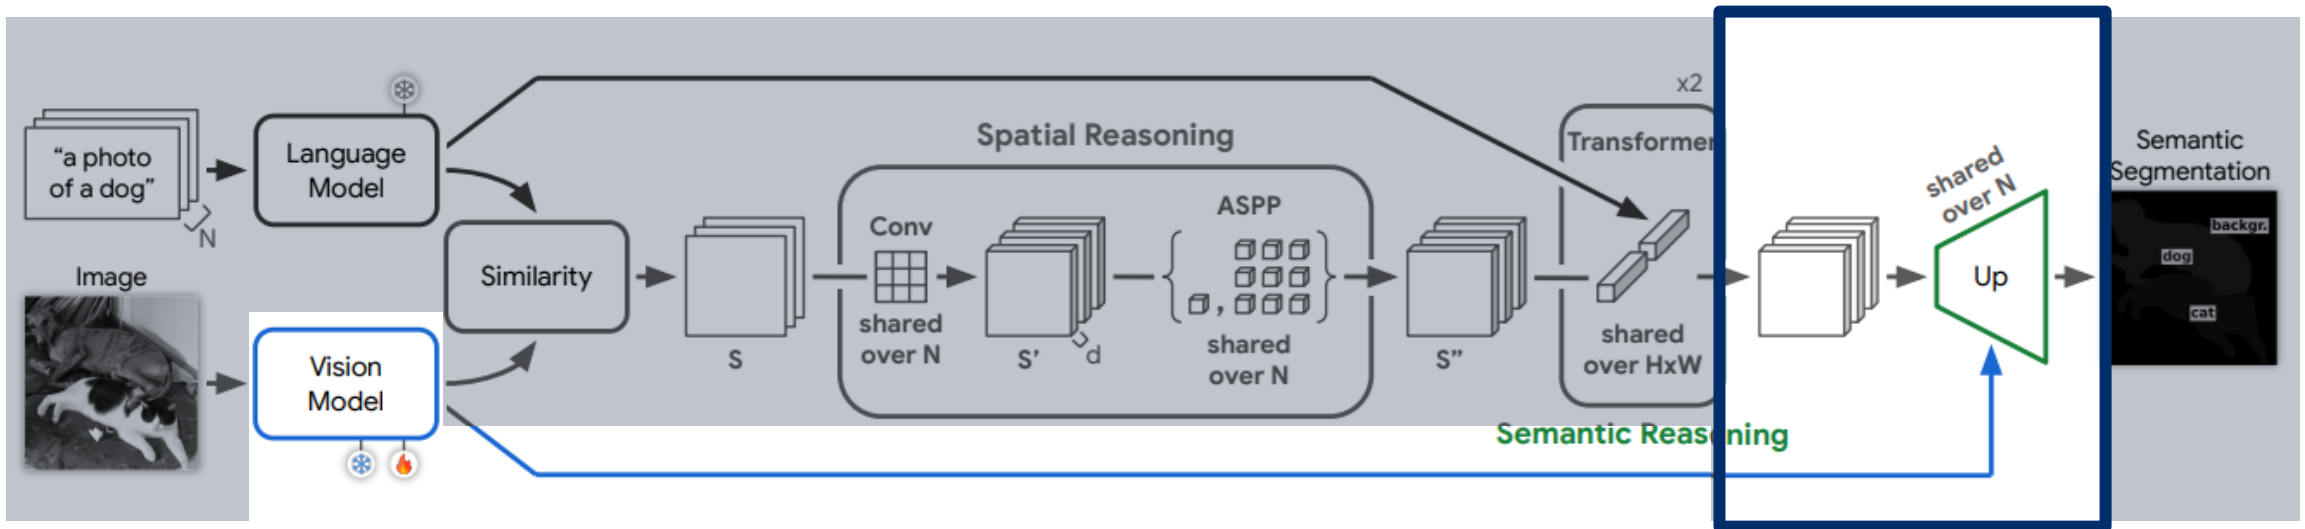 “a photo
of a dog”
N
Language
Model
Image
Vision
Model
Similarity
S
Spatial Reasoning
Conv
shared
over N
S’
d
ASPP
,
shared
over N
S”
x2
Transformer
shared
over HxW
Semantic Reasoning
shared
over N
Up
Semantic
Segmentation
backgr.
dog
cat